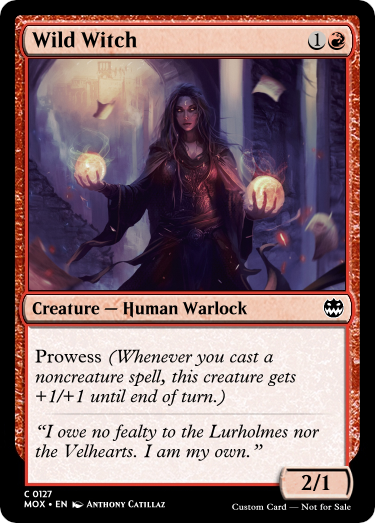 Wild Witch 1
Creature — Human Warlock
Prowess (Whenever you cast a
noncreature spell, this creature gets
+1/+1 until end of turn.)
“I owe no fealty to the Lurholmes nor
the Velhearts. I am my own.”
2/1
C 0127
MOX • EN Anthony Catillaz
Custom Card — Not for Sale